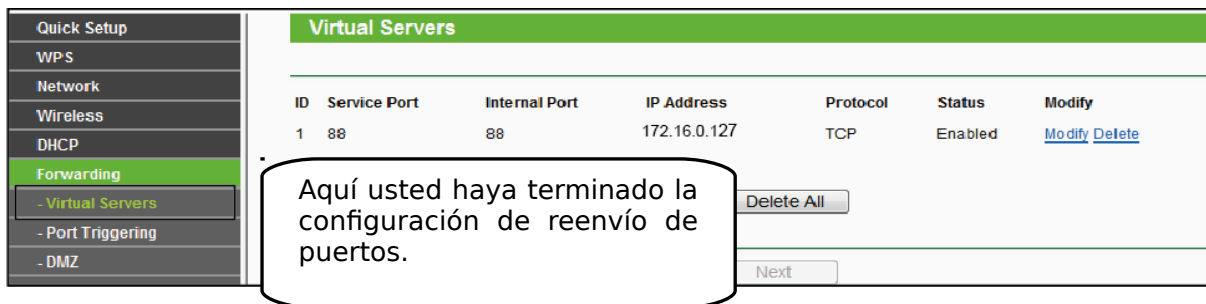 Quick Setup
WPS
Network
Wireless
DHCP
Forwarding
- Virtual Servers
- Port Triggering
- DMZ
Virtual Servers
ID Service Port Internal Port IP Address Protocol Status Modify
1 88 88 172.16.0.127 TCP Enabled Modify Delete
Delete All
Next
Aquí usted haya terminado la
configuración de reenvío de
puertos.